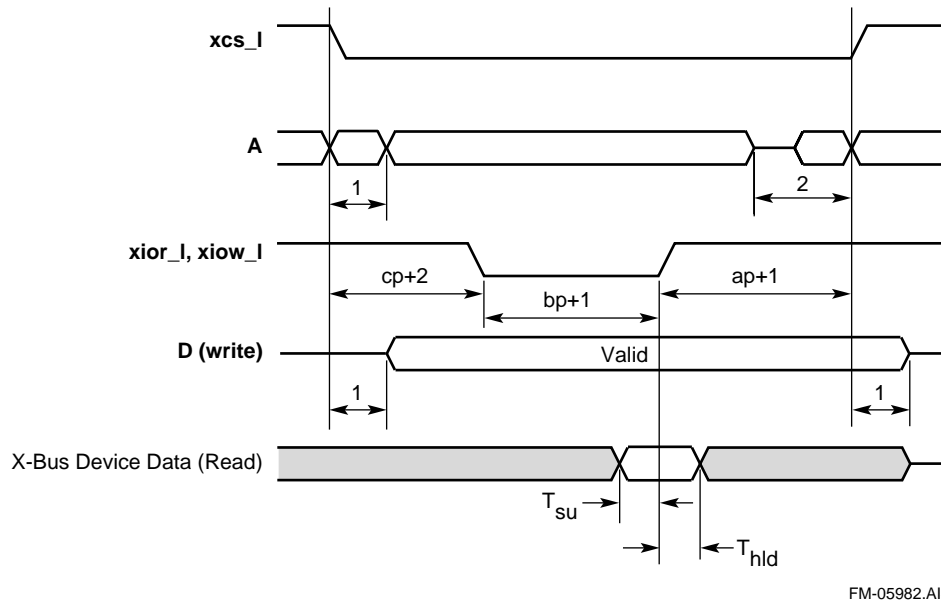 xcs_l
A
1
2
xior_l, xiow_l
cp+2
bp+1
ap+1
D (write)
Valid
1
1
X-Bus Device Data (Read)
Tsu
Thld
FM-05982.AI